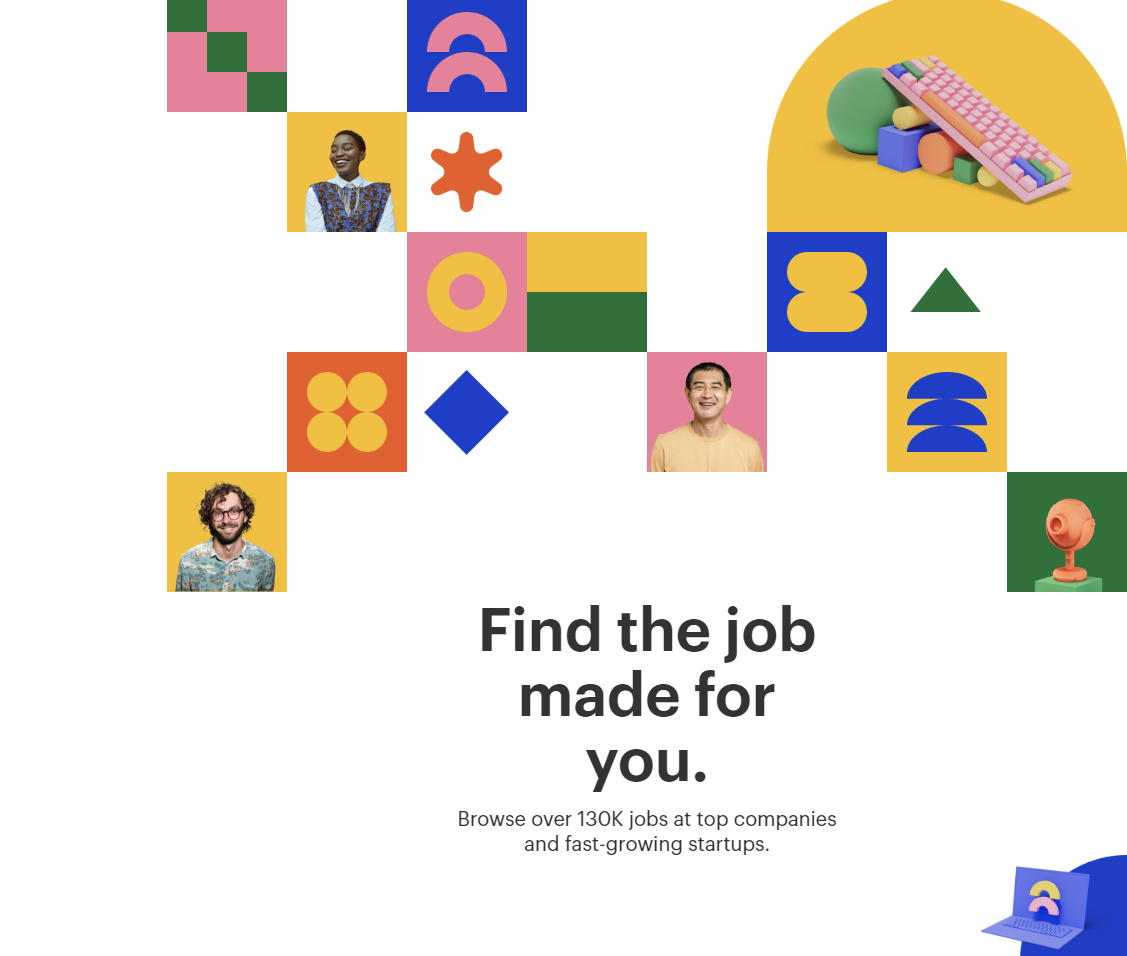 Find the job
made for
you.
Browse over 130K jobs at top companies
and fast-growing startups.